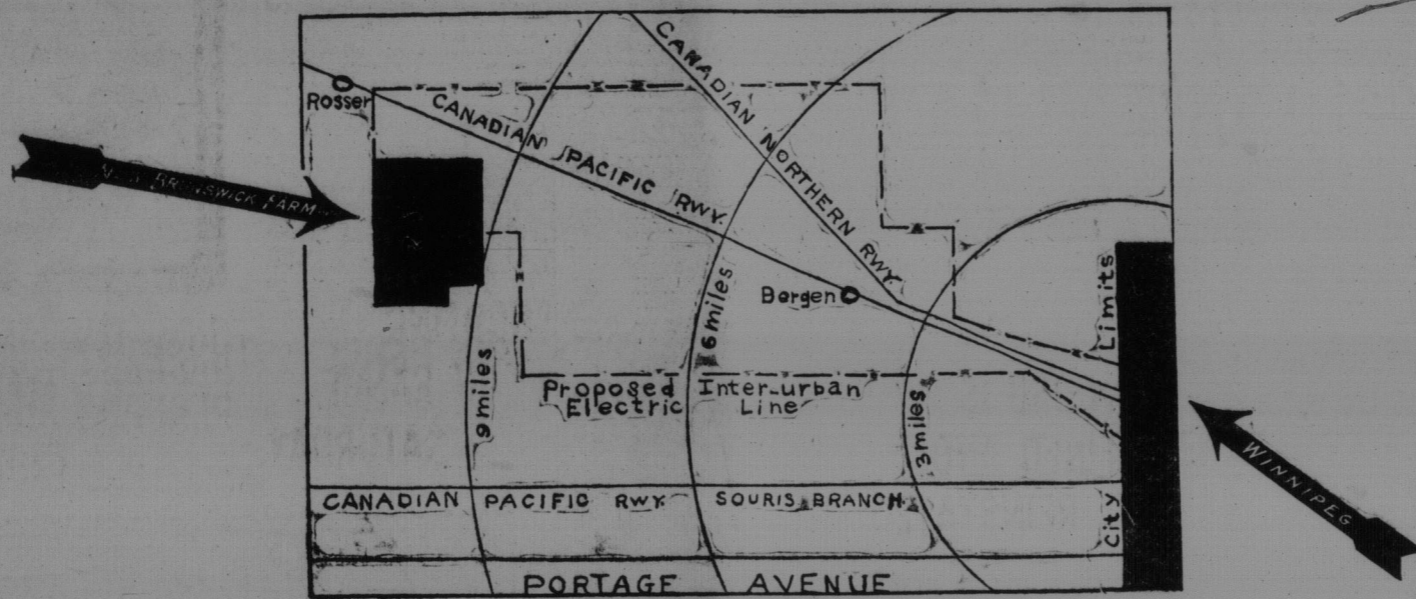 CANADIAN NORTHERN RWY.
Rosser
CANADIAN PACIFIC RWY.
NEW BRUNSWICK FARM
Bergen
City Limits
9 miles
6 miles
3 miles
Proposed Inter-urban
Electric Line
WINNIPEG
CANADIAN PACIFIC RWY. SOURIS BRANCH.
PORTAGE AVENUE